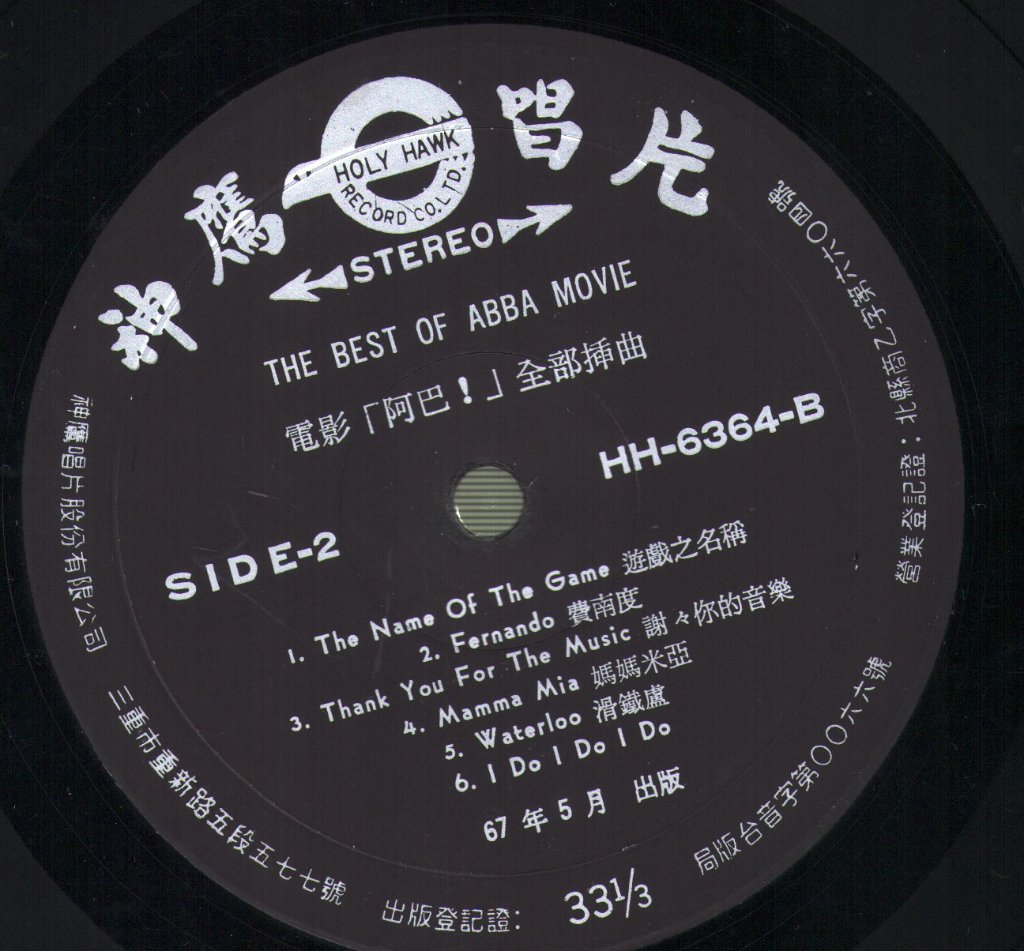 神鷹唱片
HOLY HAWK
RECORD CO. LTD.
STEREO
THE BEST OF ABBA MOVIE
電影「阿巴！」全部挿曲
HH-6364-B
SIDE-2
1. The Name Of The Game 遊戲之名稱
2. Fernando 費南度
3. Thank You For The Music 謝々你的音樂
4. Mamma Mia 媽媽米亞
5. Waterloo 滑鐵盧
6. I Do I Do I Do
67年5月 出版
33⅓
神鷹唱片股份有限公司
三重市重新路五段五七七號
出版登記證：
局版台音字第〇〇六六號
營業登記證：北縣商乙字第六六〇四號